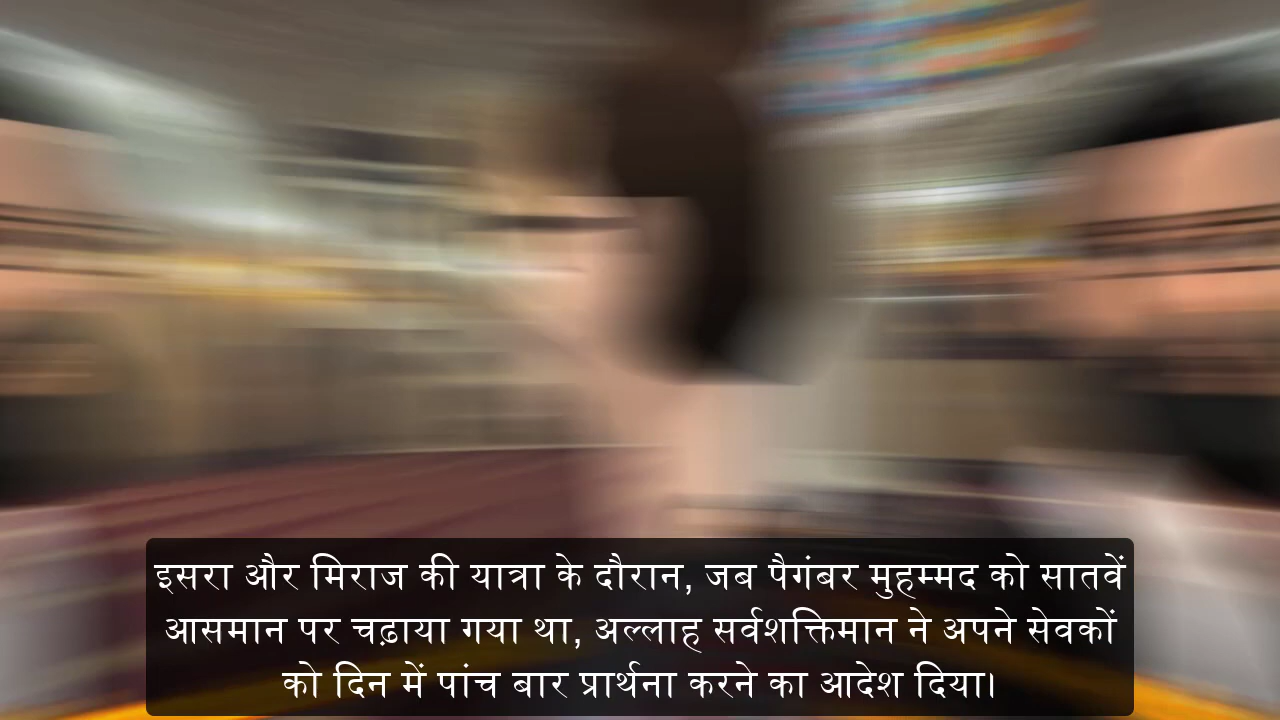 इसरा और मिराज की यात्रा के दौरान, जब पैगंबर मुहम्मद को सातवें
आसमान पर चढ़ाया गया था, अल्लाह सर्वशक्तिमान ने अपने सेवकों
को दिन में पांच बार प्रार्थना करने का आदेश दिया।